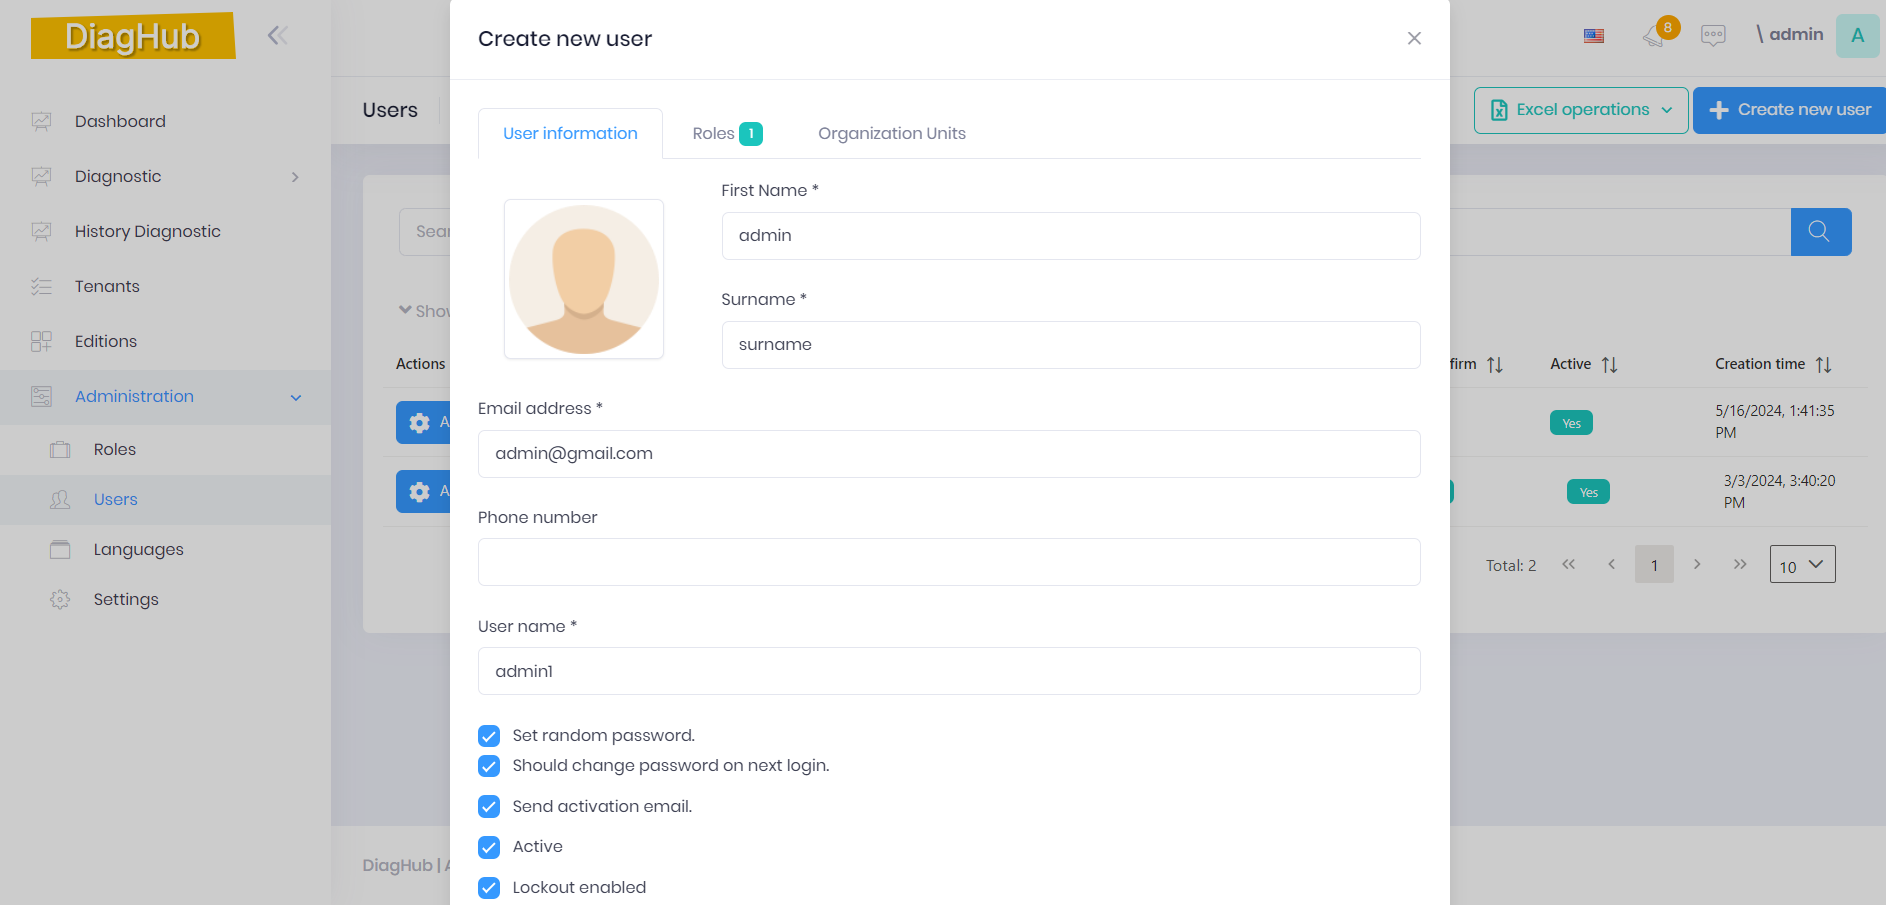 DiagHub
Dashboard
Diagnostic
History Diagnostic
Tenants
Editions
Administration
Roles
Users
Languages
Settings
8
\ admin
A
Users
Excel operations
Create new user
Create new user
User information
Roles 1
Organization Units
First Name *
admin
Surname *
surname
Email address *
admin@gmail.com
Phone number
User name *
admin1
Set random password.
Should change password on next login.
Send activation email.
Active
Lockout enabled
Sear
Show
Actions
firm
Active
Creation time
A
Yes
5/16/2024, 1:41:35
PM
A
Yes
3/3/2024, 3:40:20
PM
Total: 2
1
10
DiagHub |